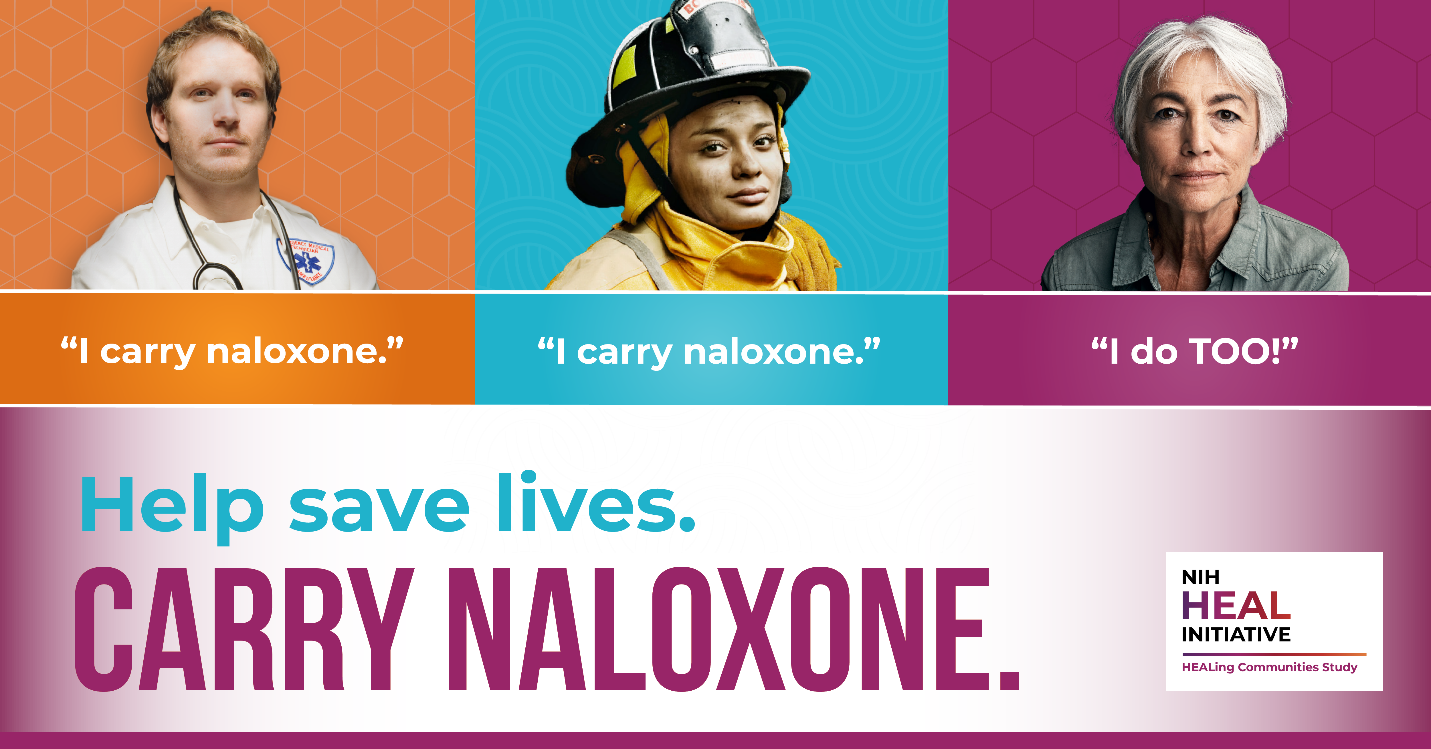 “I carry naloxone.”
“I carry naloxone.”
“I do TOO!”
Help save lives.
CARRY NALOXONE.
NIH
HEAL
INITIATIVE
HEALing Communities Study